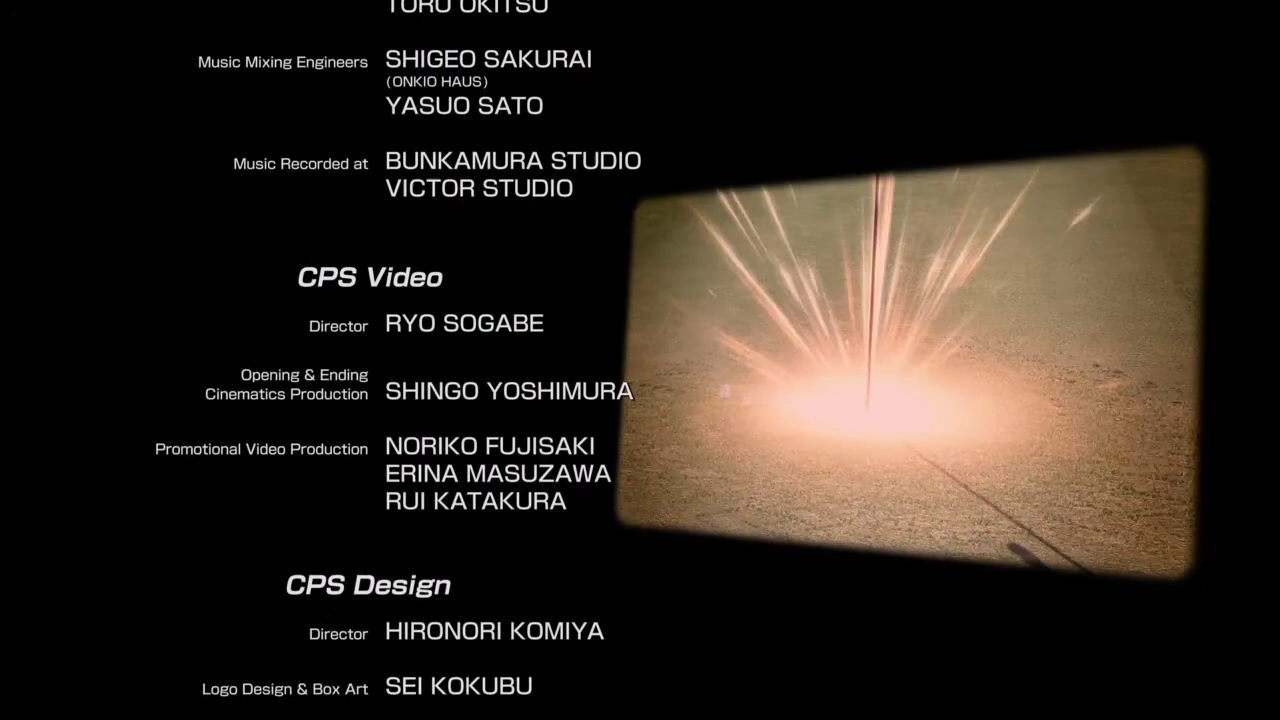 TORU OKITSU
Music Mixing Engineers SHIGEO SAKURAI
(ONKIO HAUS)
YASUO SATO
Music Recorded at BUNKAMURA STUDIO
VICTOR STUDIO
CPS Video
Director RYO SOGABE
Opening & Ending
Cinematics Production SHINGO YOSHIMURA
Promotional Video Production NORIKO FUJISAKI
ERINA MASUZAWA
RUI KATAKURA
CPS Design
Director HIRONORI KOMIYA
Logo Design & Box Art SEI KOKUBU